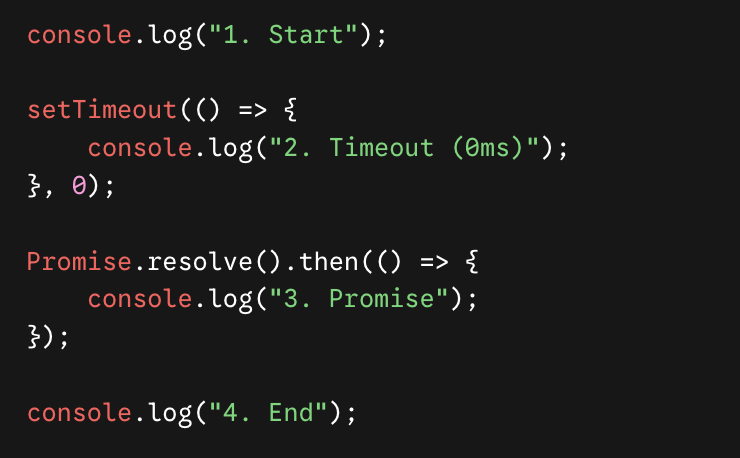 console.log("1. Start");
setTimeout(() => {
    console.log("2. Timeout (0ms)");
}, 0);
Promise.resolve().then(() => {
    console.log("3. Promise");
});
console.log("4. End");